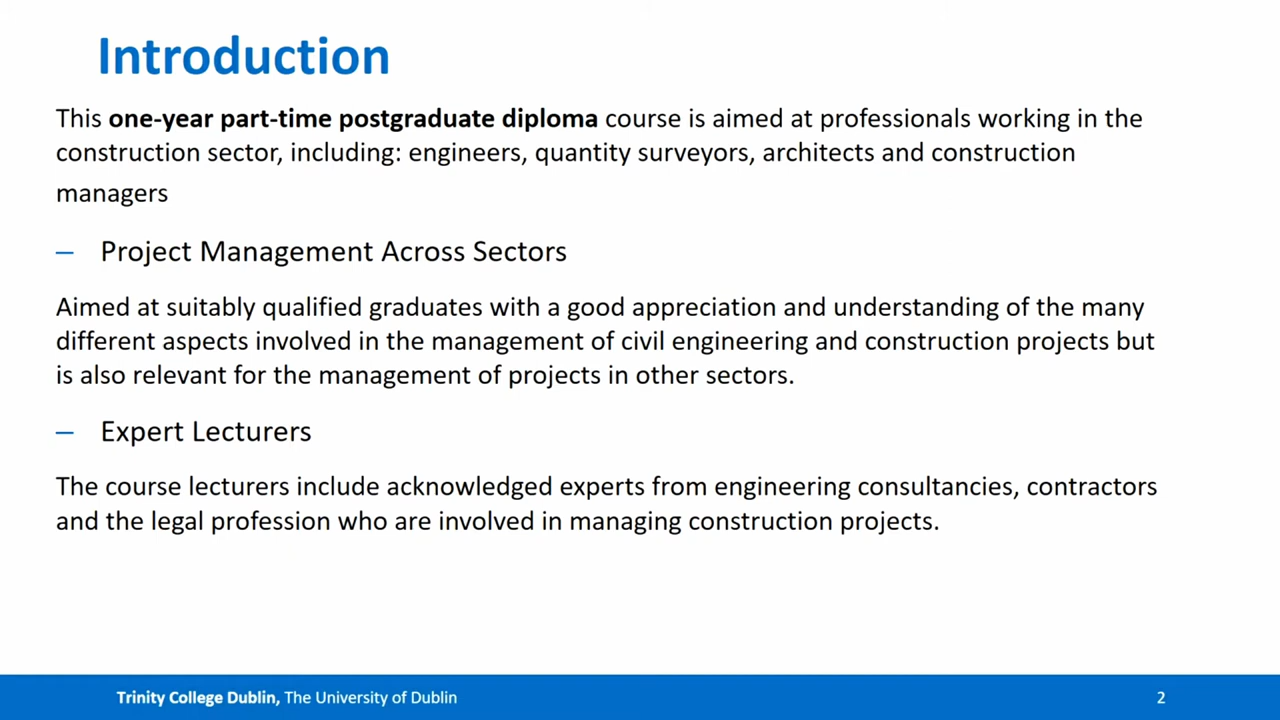 Introduction
This one-year part-time postgraduate diploma course is aimed at professionals working in the
construction sector, including: engineers, quantity surveyors, architects and construction
managers
– Project Management Across Sectors
Aimed at suitably qualified graduates with a good appreciation and understanding of the many
different aspects involved in the management of civil engineering and construction projects but
is also relevant for the management of projects in other sectors.
– Expert Lecturers
The course lecturers include acknowledged experts from engineering consultancies, contractors
and the legal profession who are involved in managing construction projects.
Trinity College Dublin, The University of Dublin 2